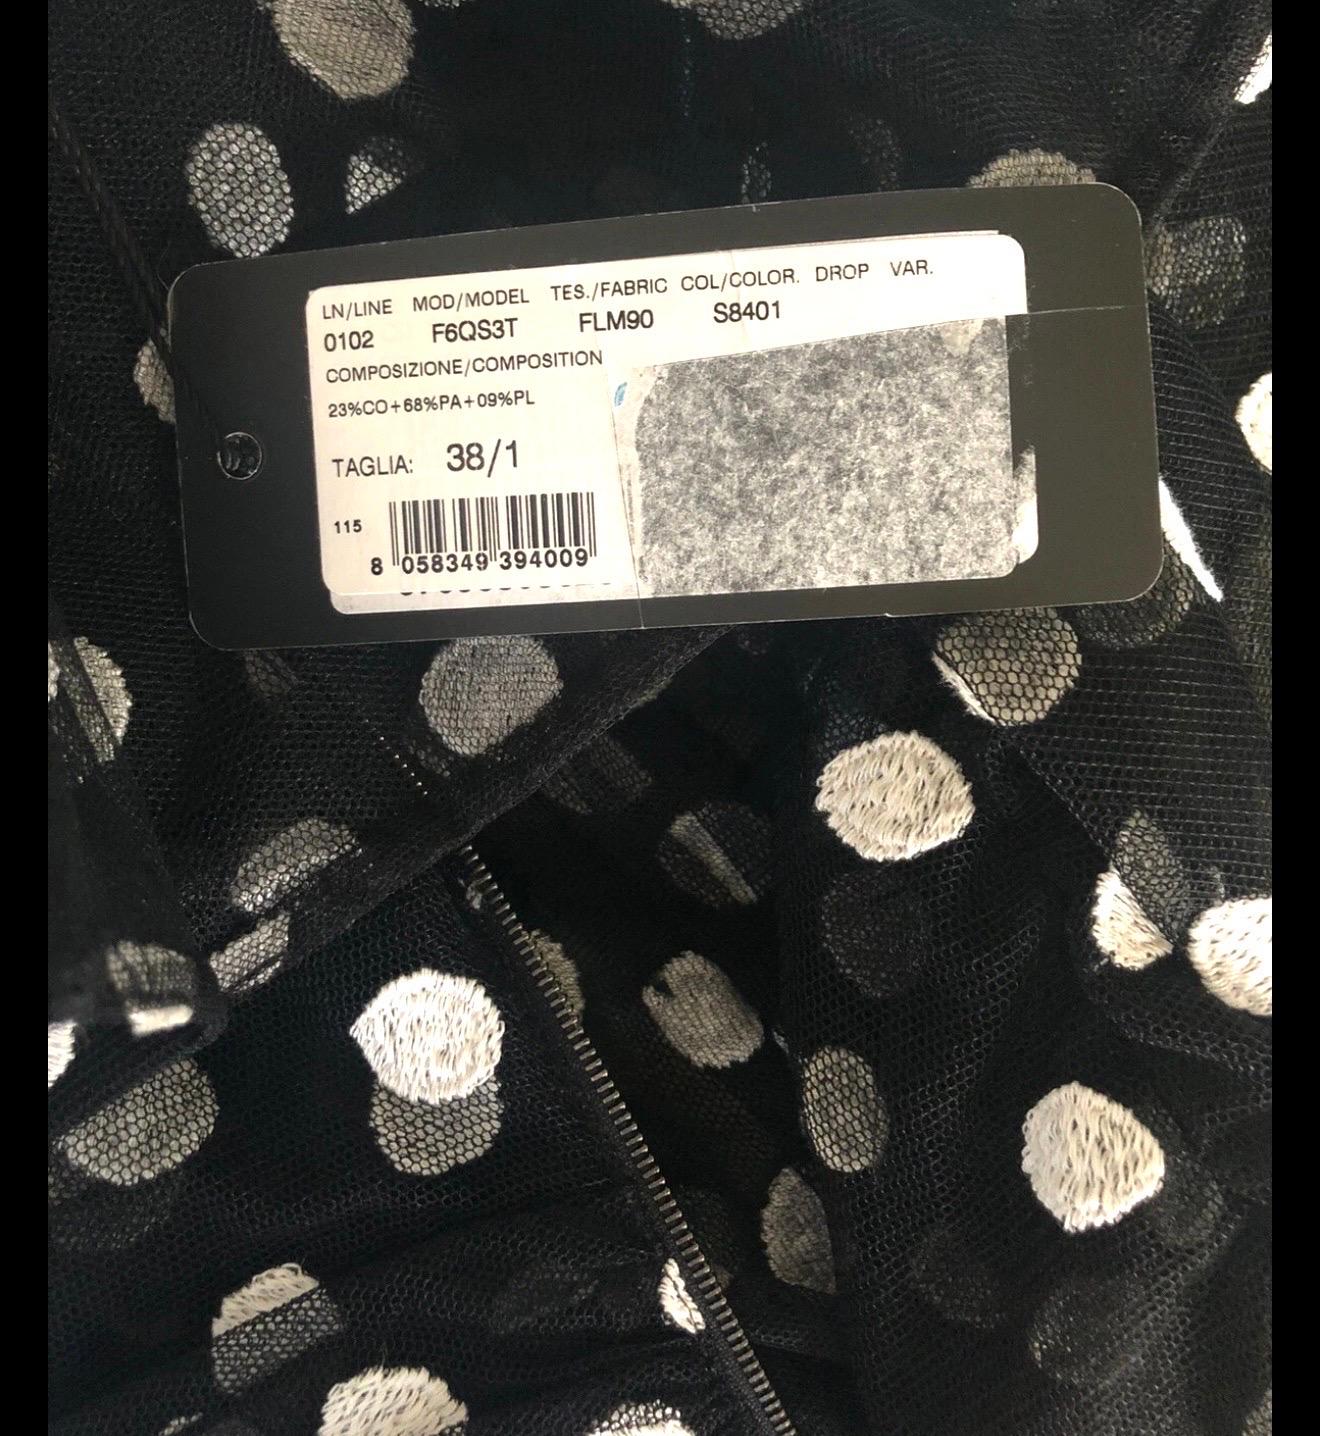 LN/LINE MOD/MODEL TES./FABRIC COL/COLOR. DROP VAR.
0102 F6QS3T FLM90 S8401
COMPOSIZIONE/COMPOSITION
23%CO+68%PA+09%PL
TAGLIA: 38/1
115
8 058349 394009